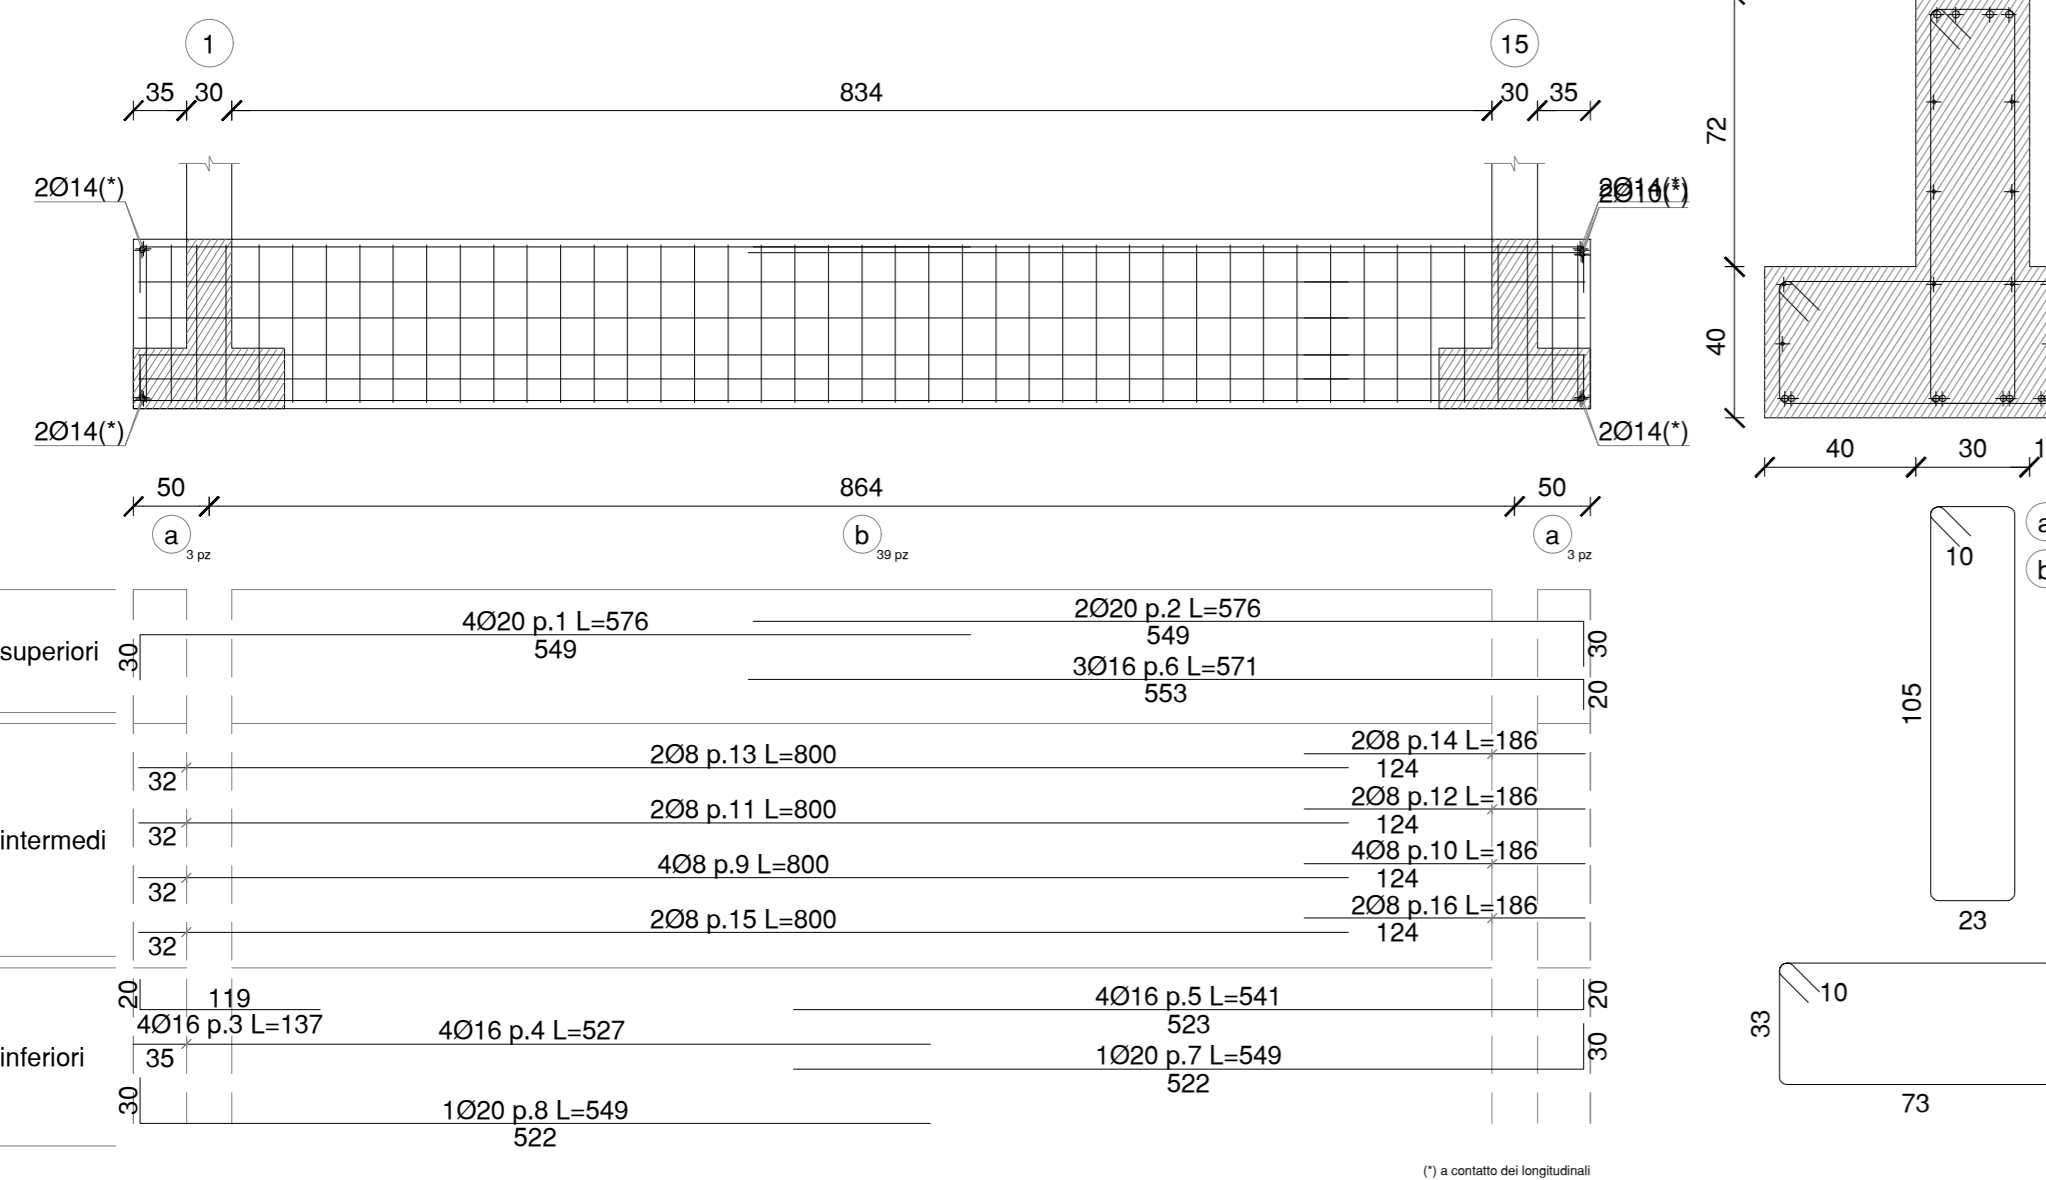 1
15
35 30 834 30 35
72
2Ø14(*)
2Ø14(*)
40
2Ø14(*)
2Ø14(*)
40 30 1
50 864 50
a 3 pz
b 39 pz
a 3 pz
a
b
10
105
23
superiori
4Ø20 p.1 L=576
549
30
2Ø20 p.2 L=576
549
30
3Ø16 p.6 L=571
553
20
intermedi
2Ø8 p.13 L=800
32
2Ø8 p.14 L=186
124
2Ø8 p.11 L=800
32
2Ø8 p.12 L=186
124
4Ø8 p.9 L=800
32
4Ø8 p.10 L=186
124
2Ø8 p.15 L=800
32
2Ø8 p.16 L=186
124
inferiori
20
119
4Ø16 p.3 L=137
4Ø16 p.4 L=527
35
4Ø16 p.5 L=541
523
20
1Ø20 p.7 L=549
522
30
30
1Ø20 p.8 L=549
522
10
33
73
(*) a contatto dei longitudinali